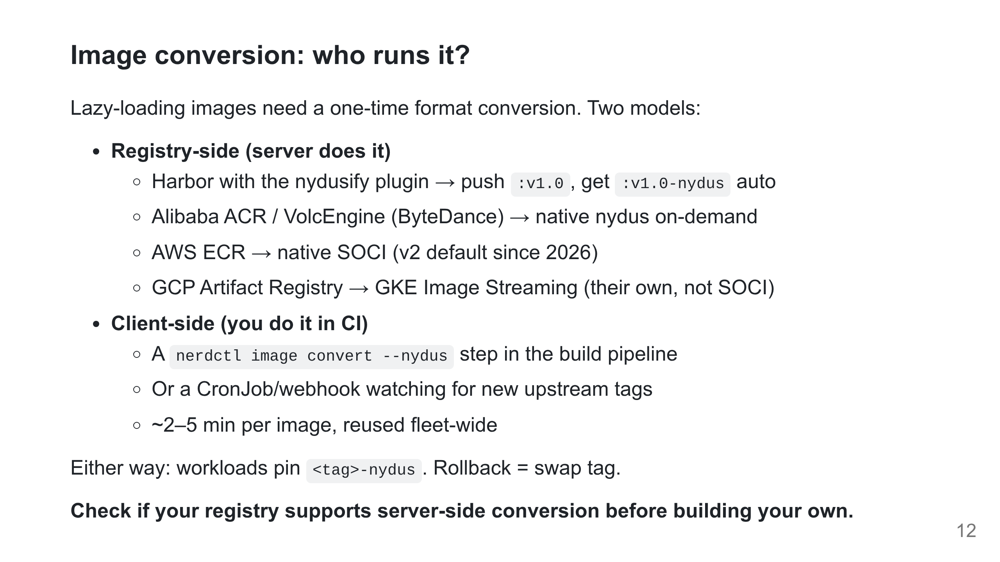 Image conversion: who runs it?
Lazy-loading images need a one-time format conversion. Two models:
• Registry-side (server does it)
◦ Harbor with the nydusify plugin → push :v1.0, get :v1.0-nydus auto
◦ Alibaba ACR / VolcEngine (ByteDance) → native nydus on-demand
◦ AWS ECR → native SOCI (v2 default since 2026)
◦ GCP Artifact Registry → GKE Image Streaming (their own, not SOCI)
• Client-side (you do it in CI)
◦ A nerdctl image convert --nydus step in the build pipeline
◦ Or a CronJob/webhook watching for new upstream tags
◦ ~2–5 min per image, reused fleet-wide
Either way: workloads pin <tag>-nydus. Rollback = swap tag.
Check if your registry supports server-side conversion before building your own.
12